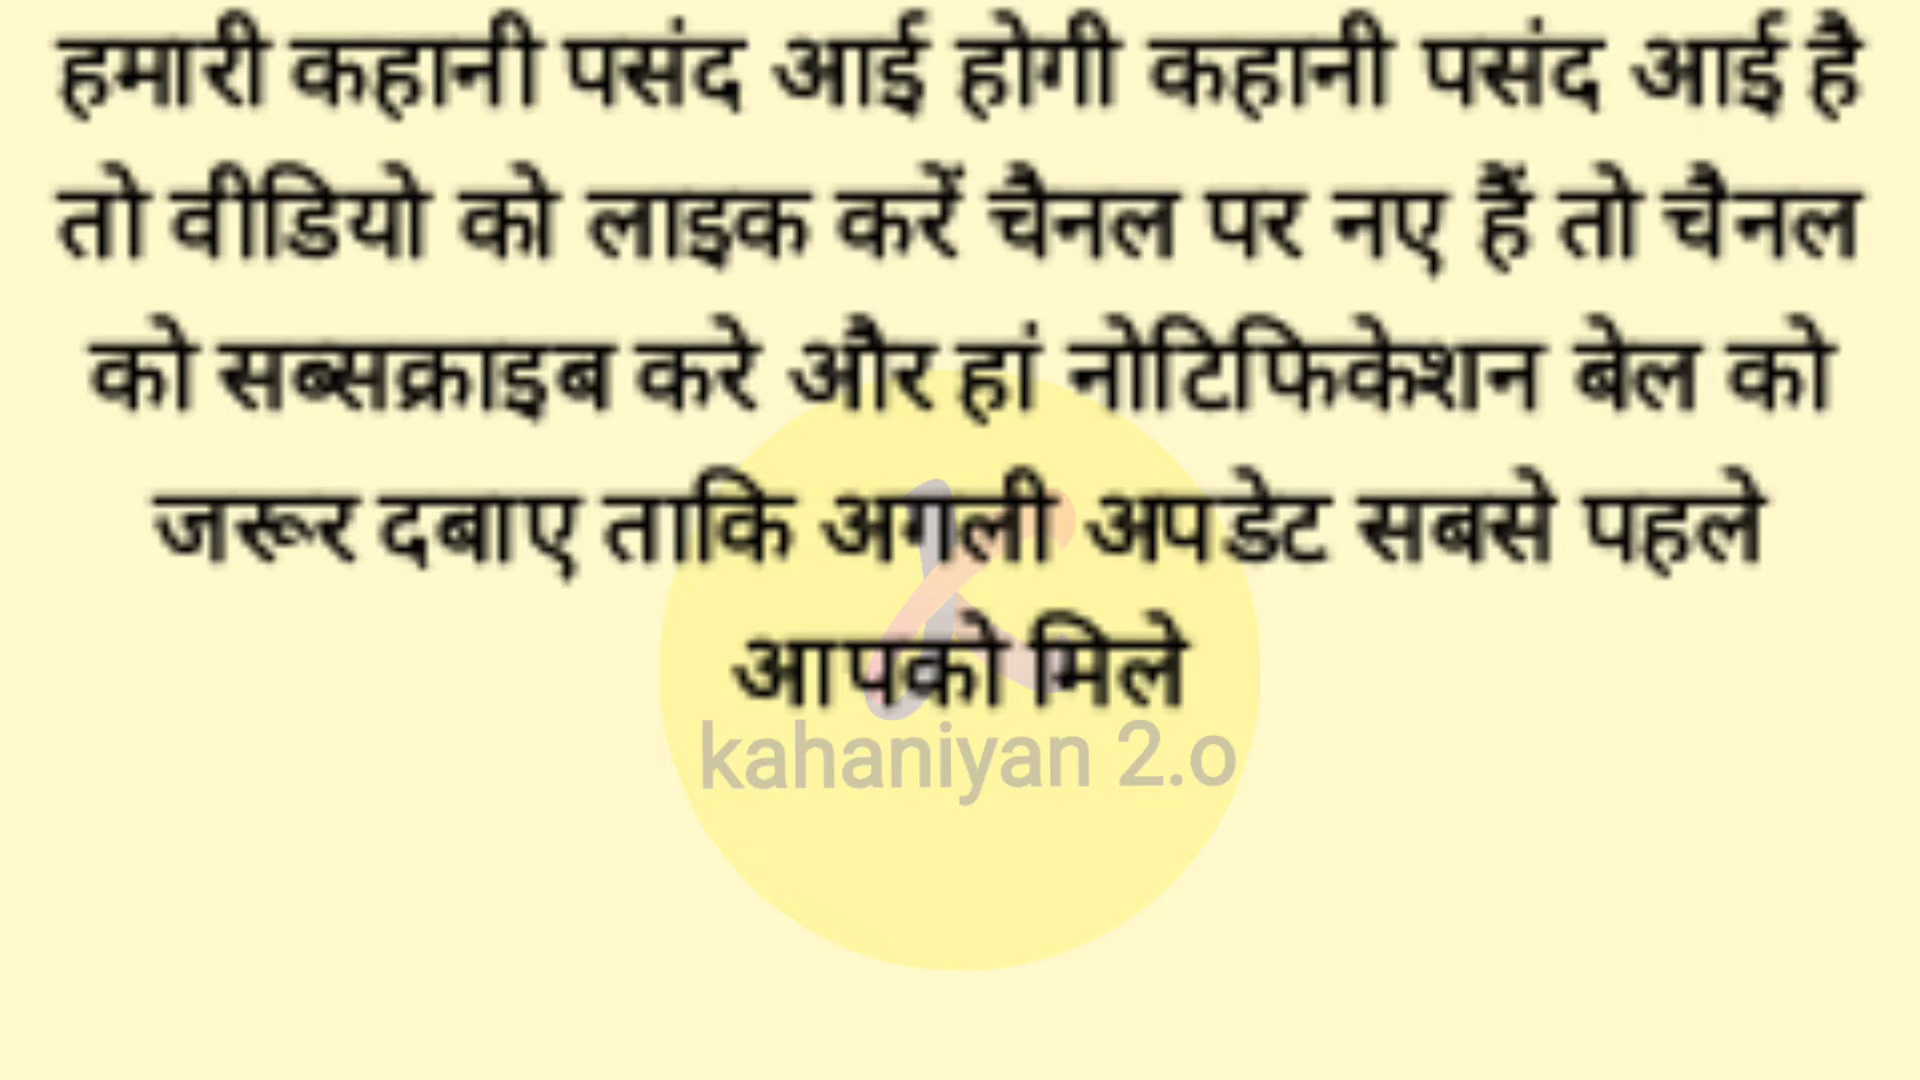 हमारी कहानी पसंद आई होगी कहानी पसंद आई है
तो वीडियो को लाइक करें चैनल पर नए हैं तो चैनल
को सब्सक्राइब करे और हां नोटिफिकेशन बेल को
जरूर दबाए ताकि अगली अपडेट सबसे पहले
आपको मिले
kahaniyan 2.o